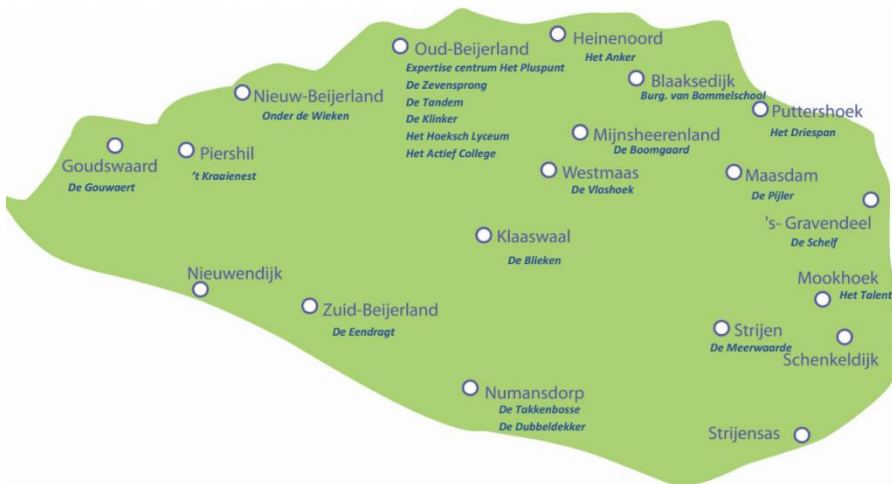 Oud-Beijerland
Expertise centrum Het Pluspunt
De Zevensprong
De Tandem
De Klinker
Het Hoeksch Lyceum
Het Actief College
Heinenoord
Het Anker
Blaaksedijk
Burg. van Bommelschool
Nieuw-Beijerland
Onder de Wieken
Puttershoek
Het Driespan
Mijnsheerenland
De Boomgaard
Goudswaard
De Gouwaert
Piershil
't Kraaienest
Westmaas
De Vlashoek
Maasdam
De Pijler
's- Gravendeel
De Schelf
Klaaswaal
De Blieken
Nieuwendijk
Mookhoek
Het Talent
Zuid-Beijerland
De Eendragt
Strijen
De Meerwaarde
Schenkeldijk
Numansdorp
De Takkenbosse
De Dubbeldekker
Strijensas